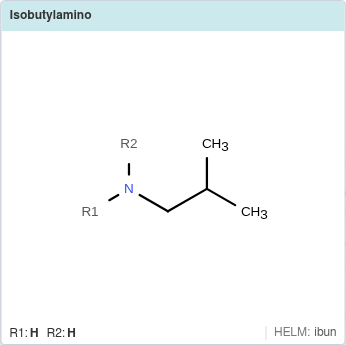 Isobutylamino
R2
CH3
N
R1
CH3
R1: H R2: H
HELM: ibun